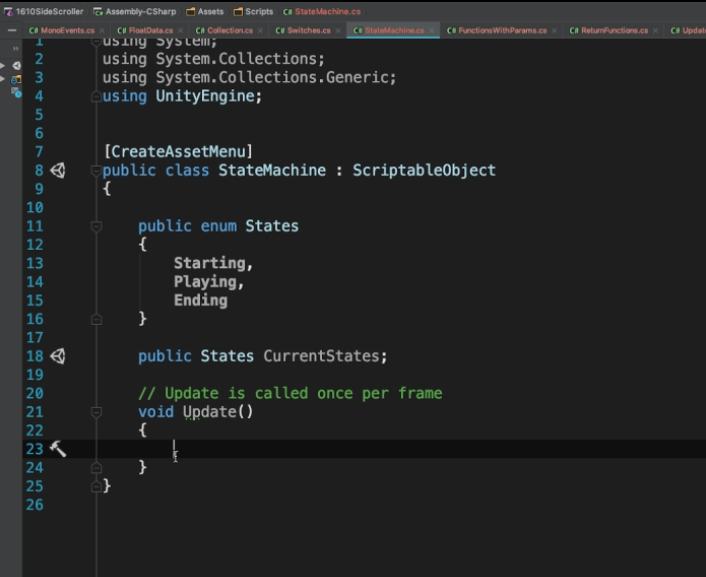 1610SideScroller Assembly-CSharp Assets Scripts C# StateMachine.cs
C# MonoEvents.cs C# FloatData.cs C# Collection.cs C# Switches.cs C# StateMachine.cs C# FunctionsWithParams.cs C# ReturnFunctions.cs C# Updat
1 using System;
2 using System.Collections;
3 using System.Collections.Generic;
4 using UnityEngine;
5
6
7 [CreateAssetMenu]
8 public class StateMachine : ScriptableObject
9 {
10
11 public enum States
12 {
13 Starting,
14 Playing,
15 Ending
16 }
17
18 public States CurrentStates;
19
20 // Update is called once per frame
21 void Update()
22 {
23
24 }
25 }
26